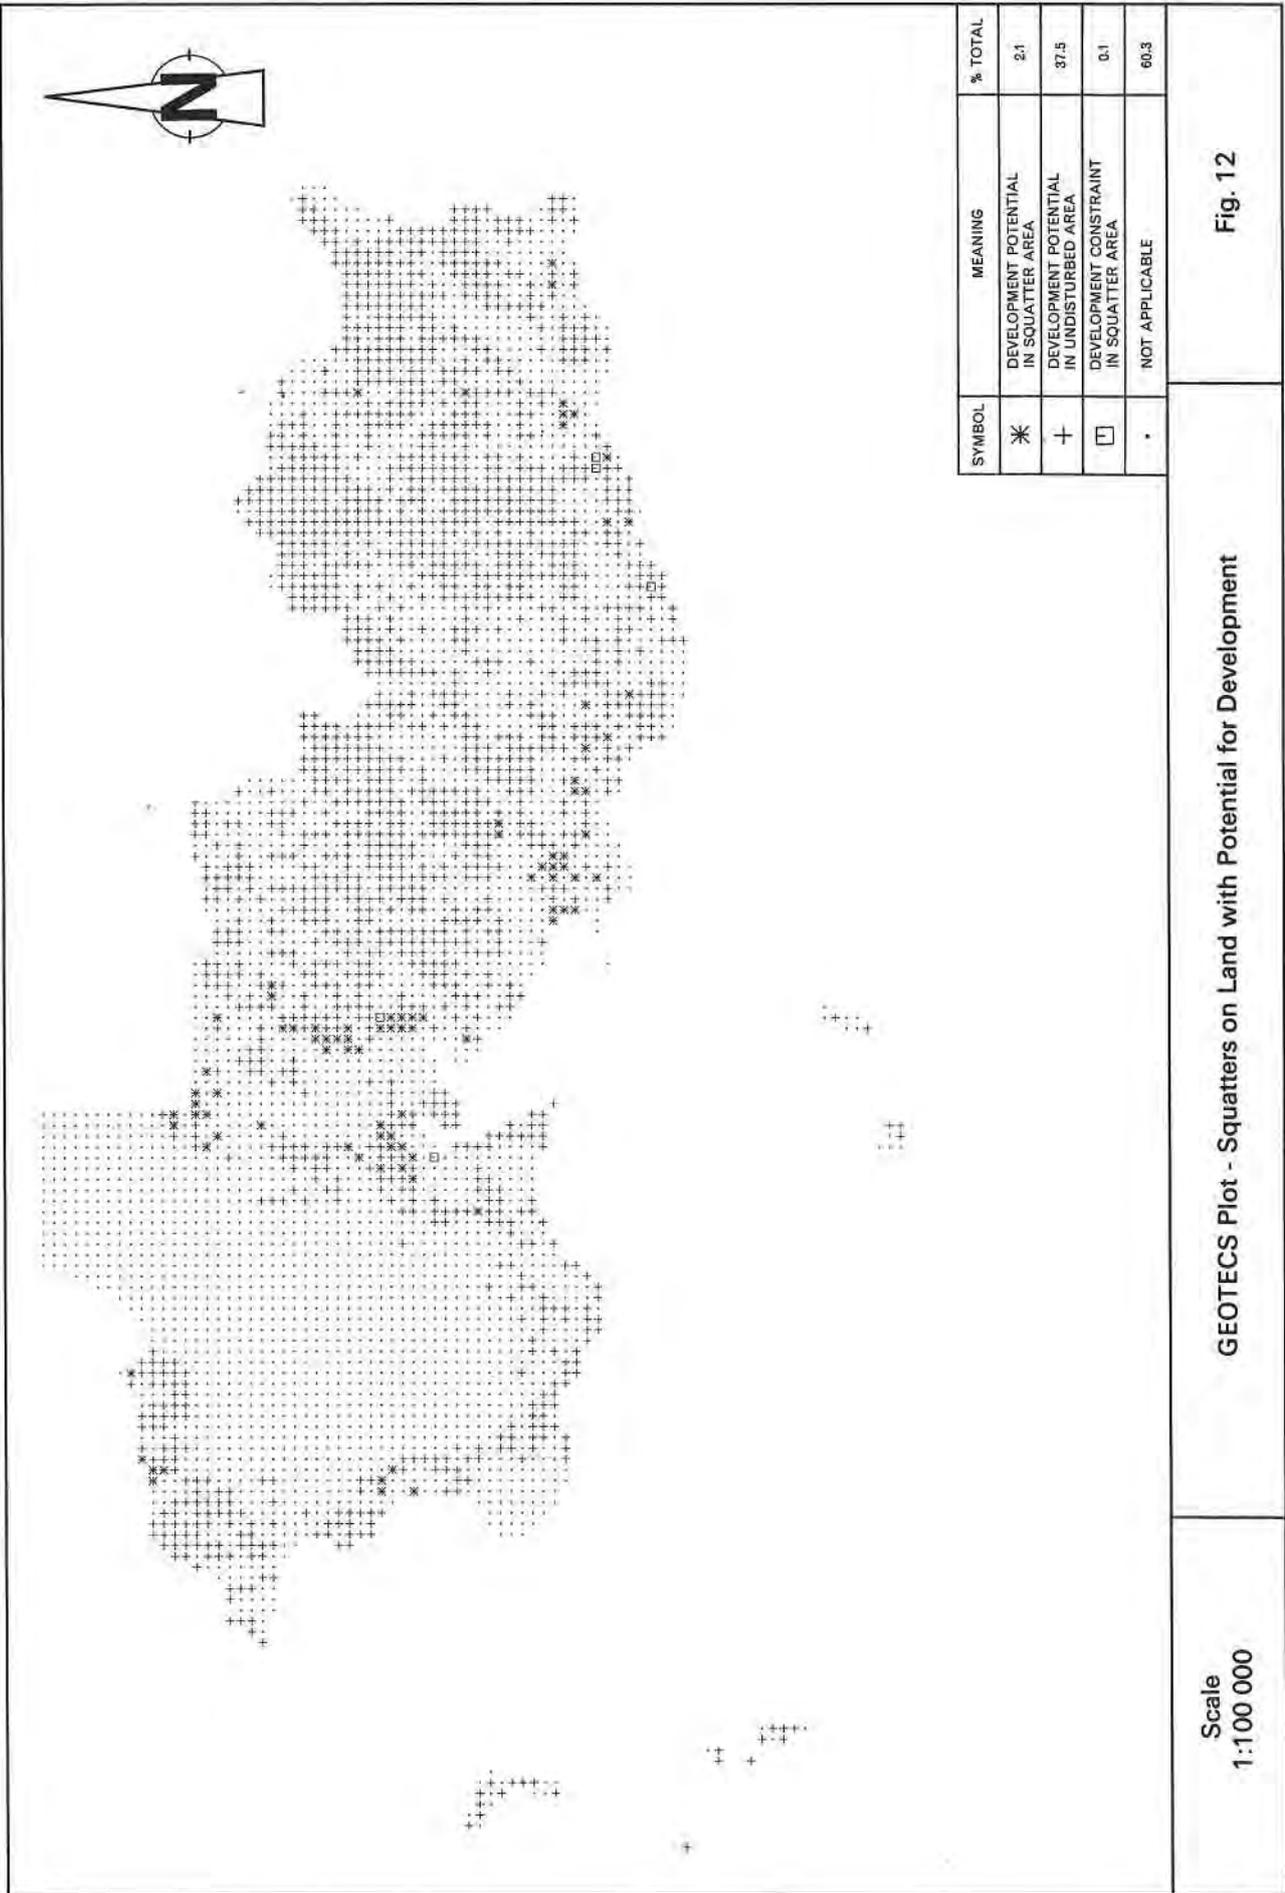 N
SYMBOL MEANING % TOTAL
DEVELOPMENT POTENTIAL
IN SQUATTER AREA 2.1
DEVELOPMENT POTENTIAL
IN UNDISTURBED AREA 37.5
DEVELOPMENT CONSTRAINT
IN SQUATTER AREA 0.1
NOT APPLICABLE 60.3
Scale
1:100 000
GEOTECS Plot - Squatters on Land with Potential for Development
Fig. 12